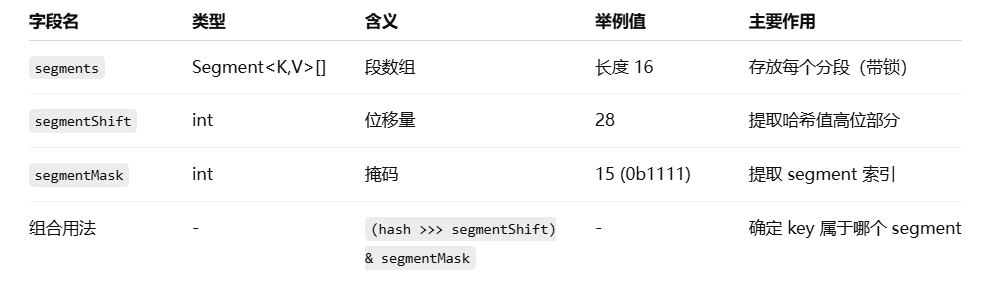 字段名 类型 含义 举例值 主要作用
segments Segment<K,V>[] 段数组 长度 16 存放每个分段（带锁）
segmentShift int 位移量 28 提取哈希值高位部分
segmentMask int 掩码 15 (0b1111) 提取 segment 索引
组合用法 - (hash >>> segmentShift) - 确定 key 属于哪个 segment
& segmentMask